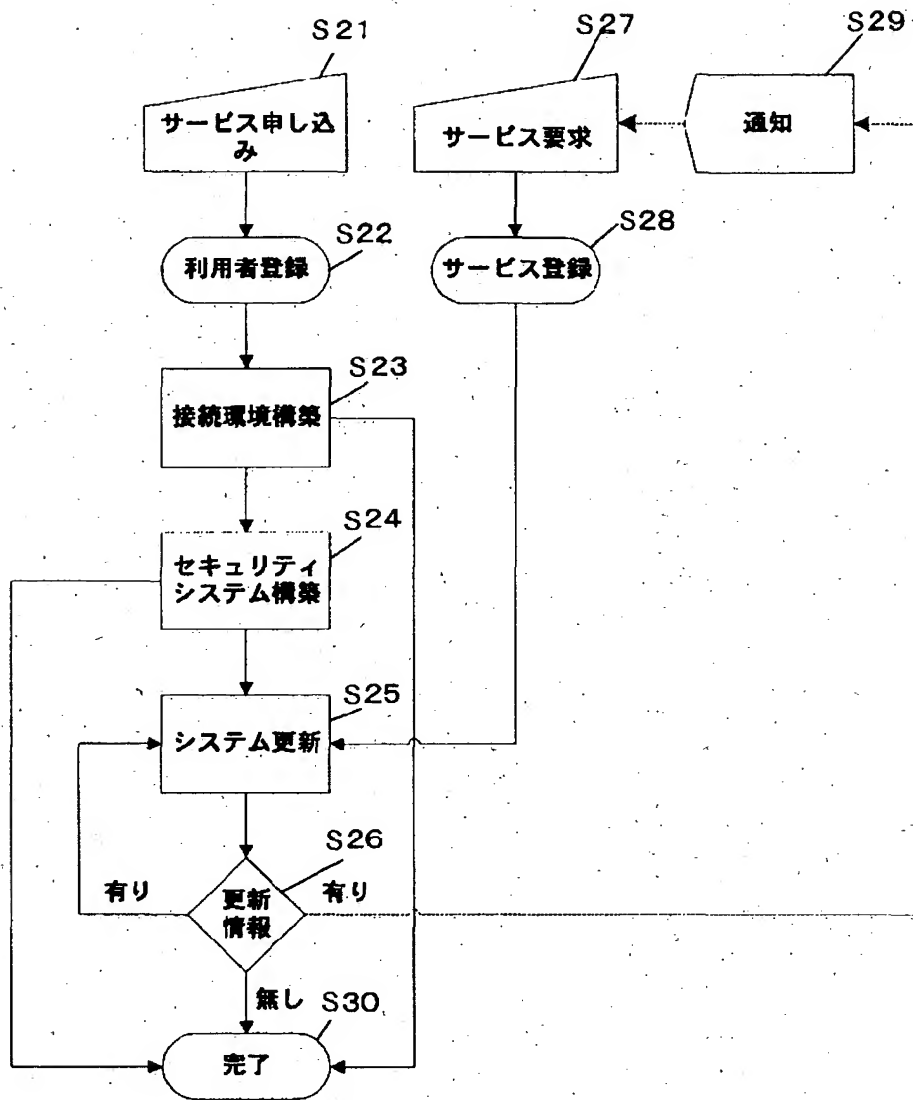 S21
サービス申し込
み
S27
サービス要求
S29
通知
S22
利用者登録
S28
サービス登録
S23
接続環境構築
S24
セキュリティ
システム構築
S25
システム更新
S26
有り
更新
情報
有り
無し
S30
完了